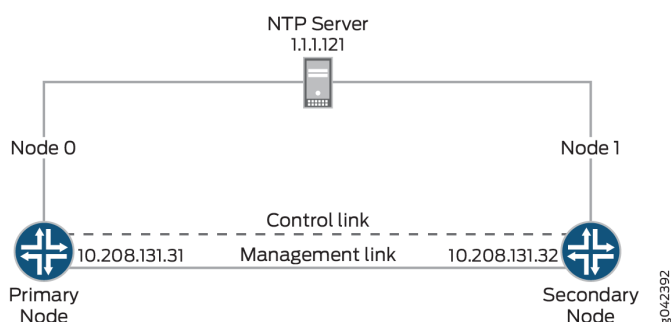 NTP Server
1.1.1.121
Node 0
Node 1
Control link
10.208.131.31
Management link
10.208.131.32
Primary
Node
Secondary
Node
g042392